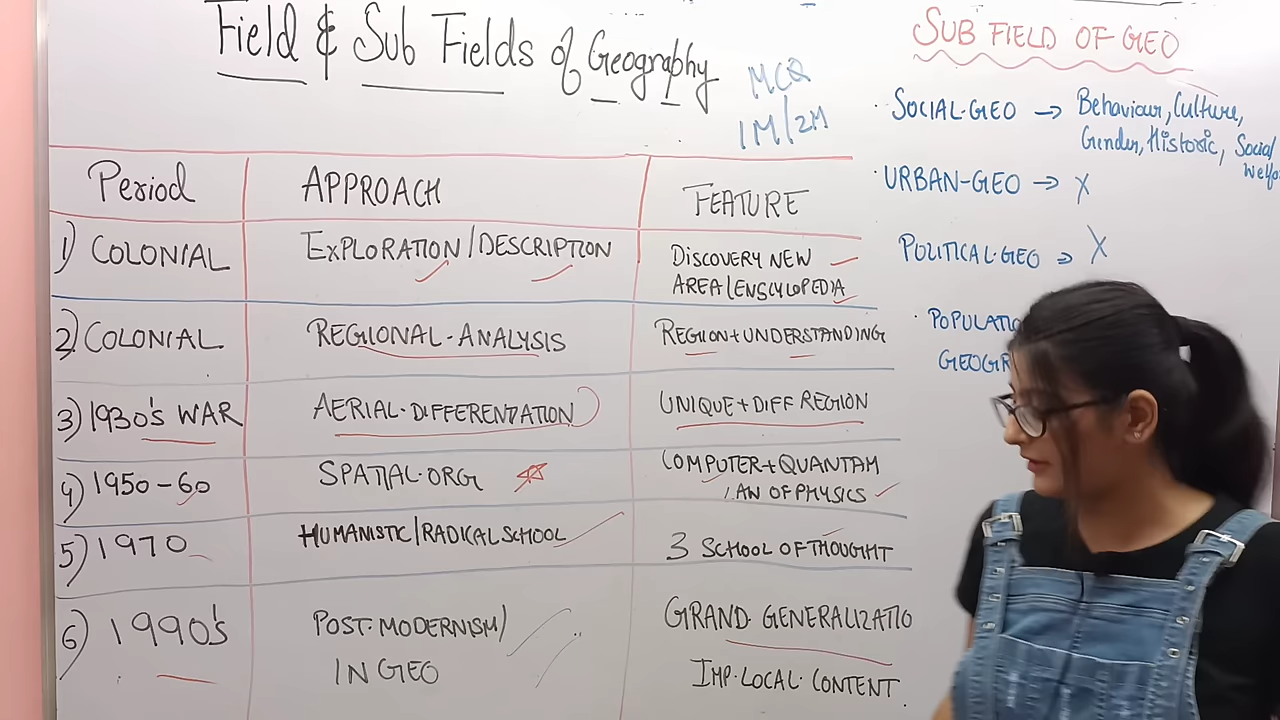 Field & Sub Fields of Geography
MCQ
1M/2M
Period APPROACH FEATURE
1) COLONIAL EXPLORATION/DESCRIPTION DISCOVERY NEW
AREA/ENSCYLOPEDIA
2) COLONIAL REGIONAL-ANALYSIS REGION+UNDERSTANDING
3) 1930's WAR AERIAL-DIFFERENTATION UNIQUE+DIFF REGION
4) 1950-60 SPATIAL-ORG COMPUTER+QUANTAM
LAW OF PHYSICS
5) 1970 HUMANISTIC/RADICAL SCHOOL 3 SCHOOL OF THOUGHT
6) 1990's POST-MODERNISM/ GRAND GENERALIZATIO
IN GEO IMP-LOCAL-CONTENT
SUB FIELD OF GEO
SOCIAL-GEO → Behaviour, Culture,
Gender, Historic, Social
URBAN-GEO → X
POLITICAL-GEO → X